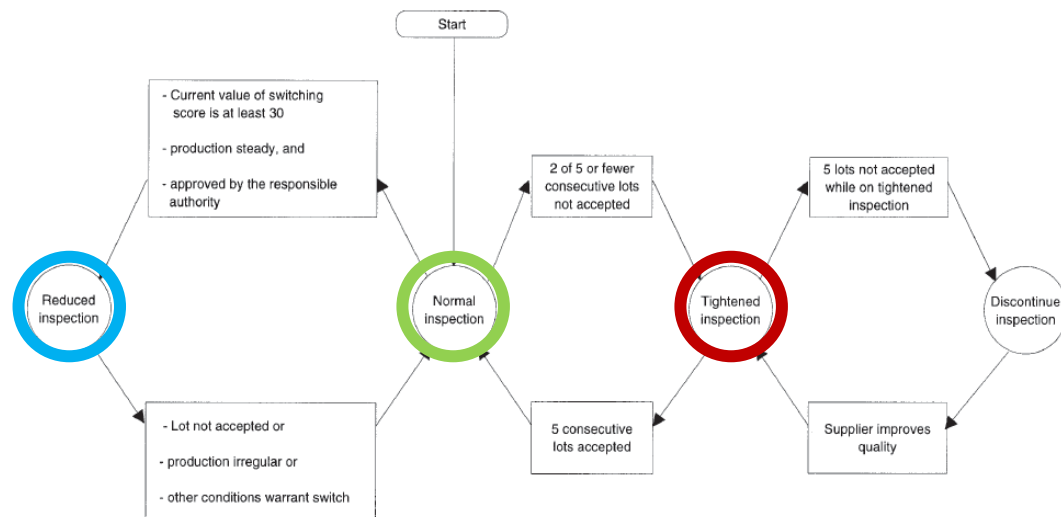 Start
- Current value of switching
score is at least 30
- production steady, and
- approved by the responsible
authority
2 of 5 or fewer
consecutive lots
not accepted
5 lots not accepted
while on tightened
inspection
Reduced
inspection
Normal
inspection
Tightened
inspection
Discontinue
inspection
- Lot not accepted or
- production irregular or
- other conditions warrant switch
5 consecutive
lots accepted
Supplier improves
quality